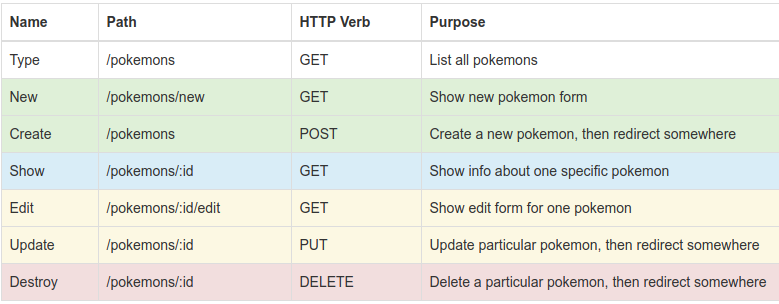 Name Path HTTP Verb Purpose
Type /pokemons GET List all pokemons
New /pokemons/new GET Show new pokemon form
Create /pokemons POST Create a new pokemon, then redirect somewhere
Show /pokemons/:id GET Show info about one specific pokemon
Edit /pokemons/:id/edit GET Show edit form for one pokemon
Update /pokemons/:id PUT Update particular pokemon, then redirect somewhere
Destroy /pokemons/:id DELETE Delete a particular pokemon, then redirect somewhere